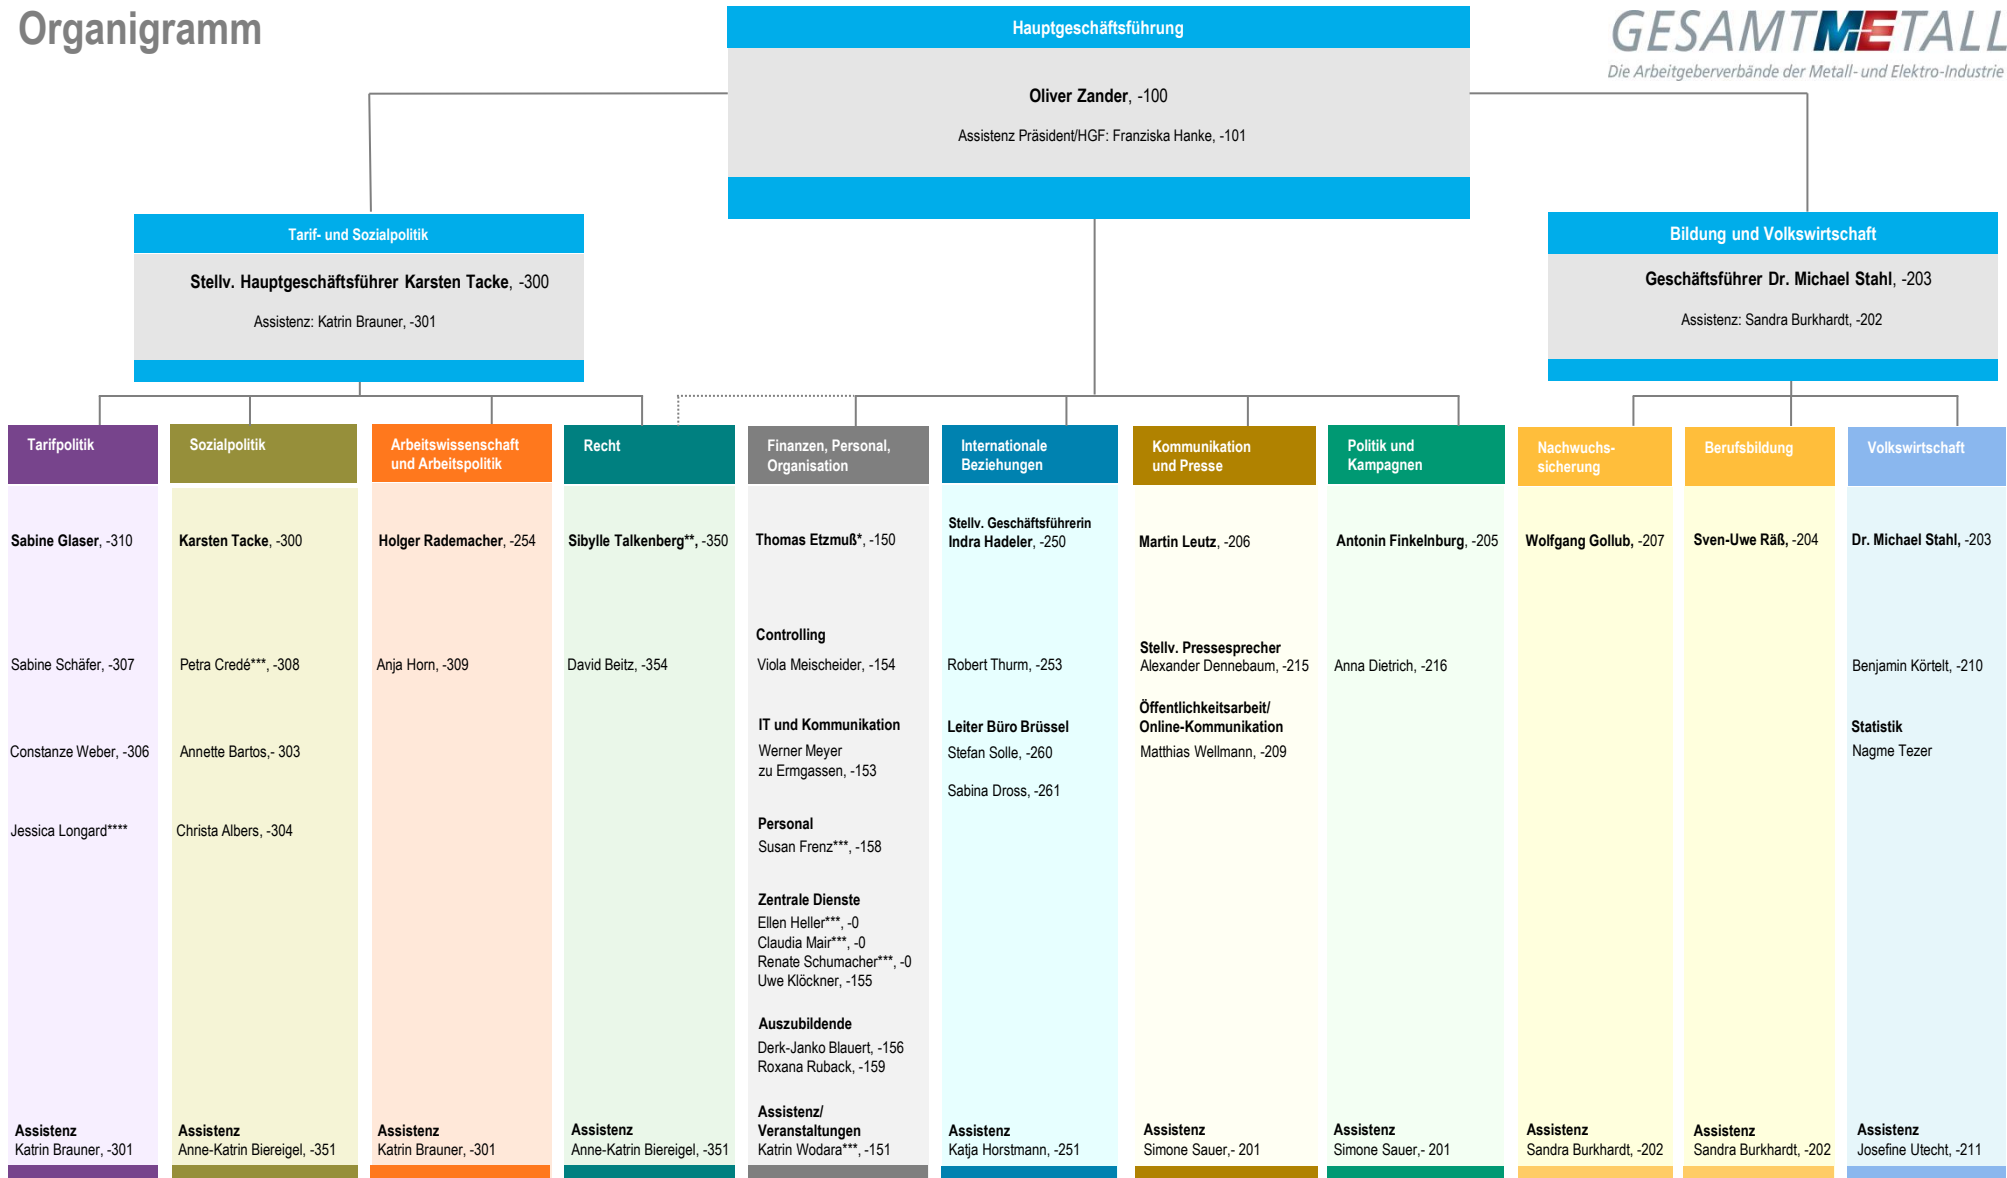 Organigramm
GESAMTMETALL
Die Arbeitgeberverbände der Metall- und Elektro-Industrie
Hauptgeschäftsführung
Oliver Zander, -100
Assistenz Präsident/HGF: Franziska Hanke, -101
Tarif- und Sozialpolitik
Stellv. Hauptgeschäftsführer Karsten Tacke, -300
Assistenz: Katrin Brauner, -301
Bildung und Volkswirtschaft
Geschäftsführer Dr. Michael Stahl, -203
Assistenz: Sandra Burkhardt, -202
Tarifpolitik
Sabine Glaser, -310
Sabine Schäfer, -307
Constanze Weber, -306
Jessica Longard****
Assistenz
Katrin Brauner, -301
Sozialpolitik
Karsten Tacke, -300
Petra Credé***, -308
Annette Bartos,- 303
Christa Albers, -304
Assistenz
Anne-Katrin Biereigel, -351
Arbeitswissenschaft
und Arbeitspolitik
Holger Rademacher, -254
Anja Horn, -309
Assistenz
Katrin Brauner, -301
Recht
Sibylle Talkenberg**, -350
David Beitz, -354
Assistenz
Anne-Katrin Biereigel, -351
Finanzen, Personal,
Organisation
Thomas Etzmuß*, -150
Controlling
Viola Meischeider, -154
IT und Kommunikation
Werner Meyer
zu Ermgassen, -153
Personal
Susan Frenz***, -158
Zentrale Dienste
Ellen Heller***, -0
Claudia Mair***, -0
Renate Schumacher***, -0
Uwe Klöckner, -155
Auszubildende
Derk-Janko Blauert, -156
Roxana Ruback, -159
Assistenz/
Veranstaltungen
Katrin Wodara***, -151
Internationale
Beziehungen
Stellv. Geschäftsführerin
Indra Hadeler, -250
Robert Thurm, -253
Leiter Büro Brüssel
Stefan Solle, -260
Sabina Dross, -261
Assistenz
Katja Horstmann, -251
Kommunikation
und Presse
Martin Leutz, -206
Stellv. Pressesprecher
Alexander Dennebaum, -215
Öffentlichkeitsarbeit/
Online-Kommunikation
Matthias Wellmann, -209
Assistenz
Simone Sauer,- 201
Politik und
Kampagnen
Antonin Finkelnburg, -205
Anna Dietrich, -216
Assistenz
Simone Sauer,- 201
Nachwuchs-
sicherung
Wolfgang Gollub, -207
Assistenz
Sandra Burkhardt, -202
Berufsbildung
Sven-Uwe Räß, -204
Assistenz
Sandra Burkhardt, -202
Volkswirtschaft
Dr. Michael Stahl, -203
Benjamin Körtelt, -210
Statistik
Nagme Tezer
Assistenz
Josefine Utecht, -211